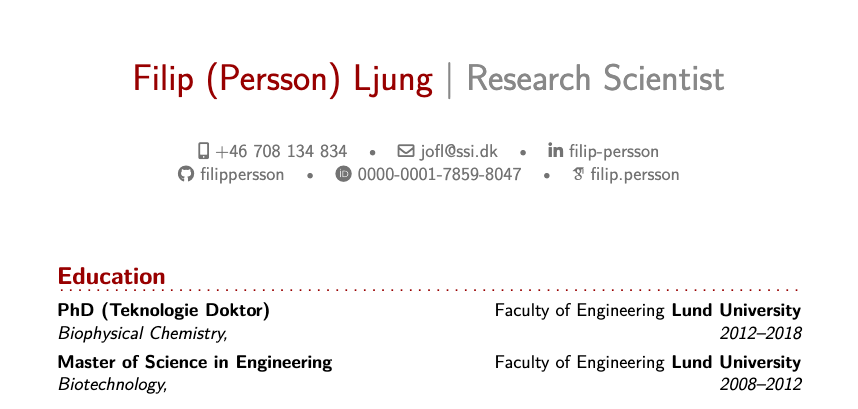 Filip (Persson) Ljung | Research Scientist
+46 708 134 834 • jofl@ssi.dk • in filip-persson
filippersson • iD 0000-0001-7859-8047 • filip.persson
Education
PhD (Teknologie Doktor) Faculty of Engineering Lund University
Biophysical Chemistry, 2012–2018
Master of Science in Engineering Faculty of Engineering Lund University
Biotechnology, 2008–2012